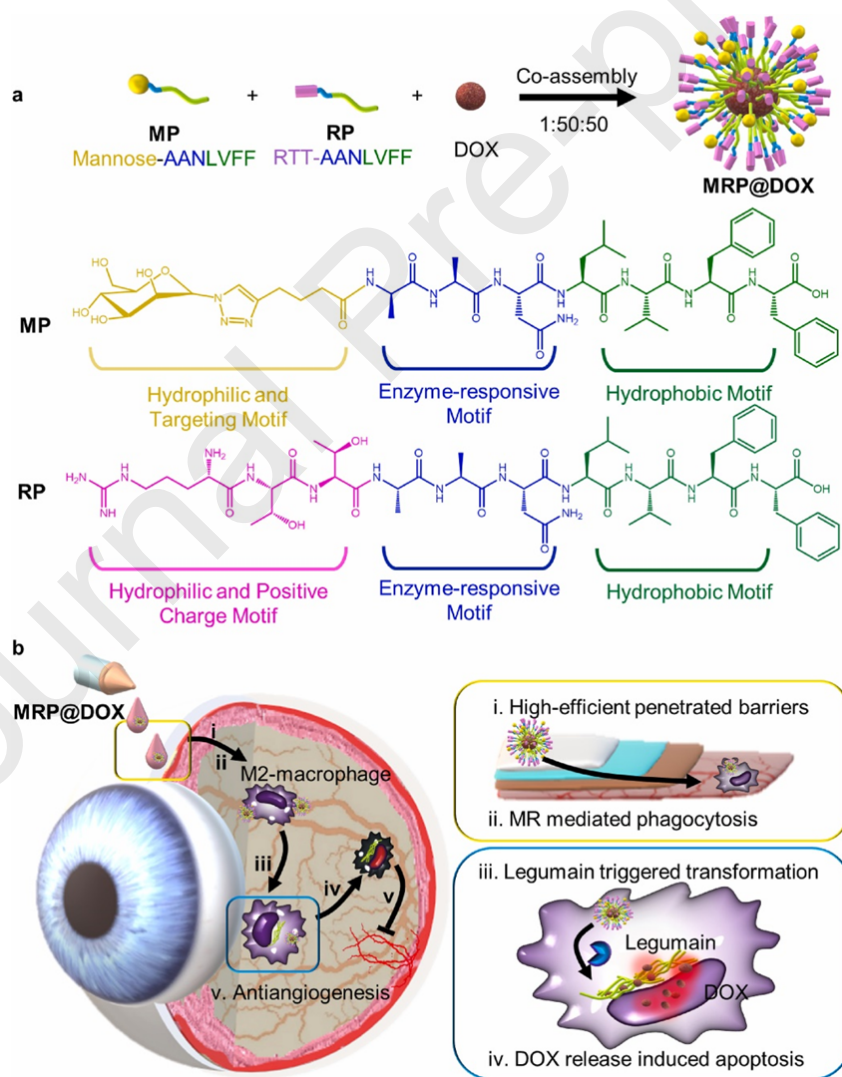 a
MP
Mannose-AANLVFF
+
RP
RTT-AANLVFF
+
DOX
Co-assembly
1:50:50
MRP@DOX
MP
HO
HO
HO
HO
O
N
N=N
O
H
N
O
N
H
O
H
N
O
NH₂
O
N
H
O
N
H
O
N
H
O
N
H
O
OH
Hydrophilic and
Targeting Motif
Enzyme-responsive
Motif
Hydrophobic Motif
RP
H₂N
NH
H
N
NH₂
O
H
N
OH
O
N
H
OH
O
H
N
O
N
H
O
H
N
O
NH₂
O
N
H
O
N
H
O
N
H
O
N
H
O
OH
Hydrophilic and Positive
Charge Motif
Enzyme-responsive
Motif
Hydrophobic Motif
b
MRP@DOX
i
ii
M2-macrophage
iii
iv
v
v. Antiangiogenesis
i. High-efficient penetrated barriers
ii. MR mediated phagocytosis
iii. Legumain triggered transformation
Legumain
DOX
iv. DOX release induced apoptosis
Journal Pre-p